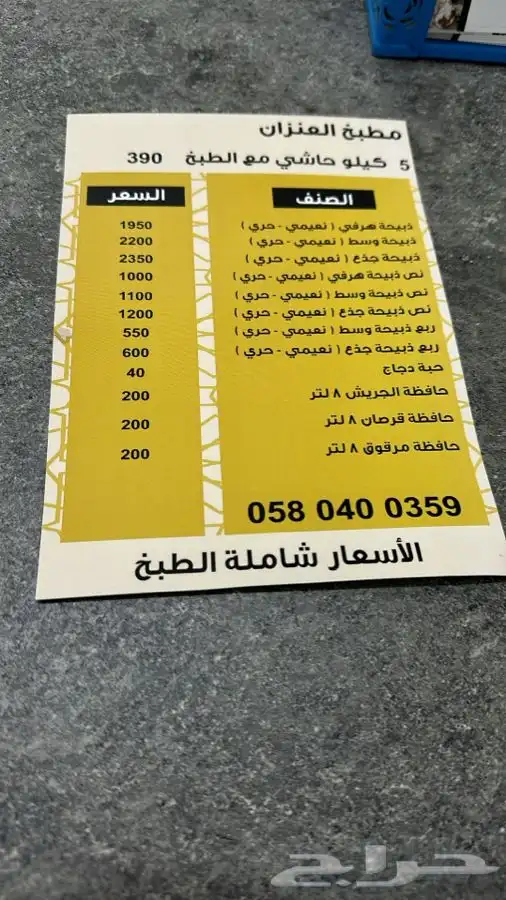 مطبخ العنزان
5 كيلو حاشي مع الطبخ 390
الصنف السعر
ذبيحة هرفي ( نعيمي - حري ) 1950
ذبيحة وسط ( نعيمي - حري ) 2200
ذبيحة جذع ( نعيمي - حري ) 2350
نص ذبيحة هرفي ( نعيمي - حري ) 1000
نص ذبيحة وسط ( نعيمي - حري ) 1100
نص ذبيحة جذع ( نعيمي - حري ) 1200
ربع ذبيحة وسط ( نعيمي - حري ) 550
ربع ذبيحة جذع ( نعيمي - حري ) 600
حبة دجاج 40
حافظة الجريش ٨ لتر 200
حافظة قرصان ٨ لتر 200
حافظة مرقوق ٨ لتر 200
058 040 0359
الأسعار شاملة الطبخ
حراج